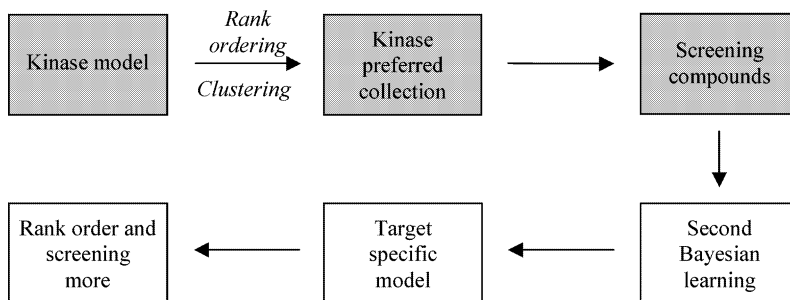 Kinase model
Rank
ordering
Clustering
Kinase
preferred
collection
Screening
compounds
Second
Bayesian
learning
Target
specific
model
Rank order and
screening
more